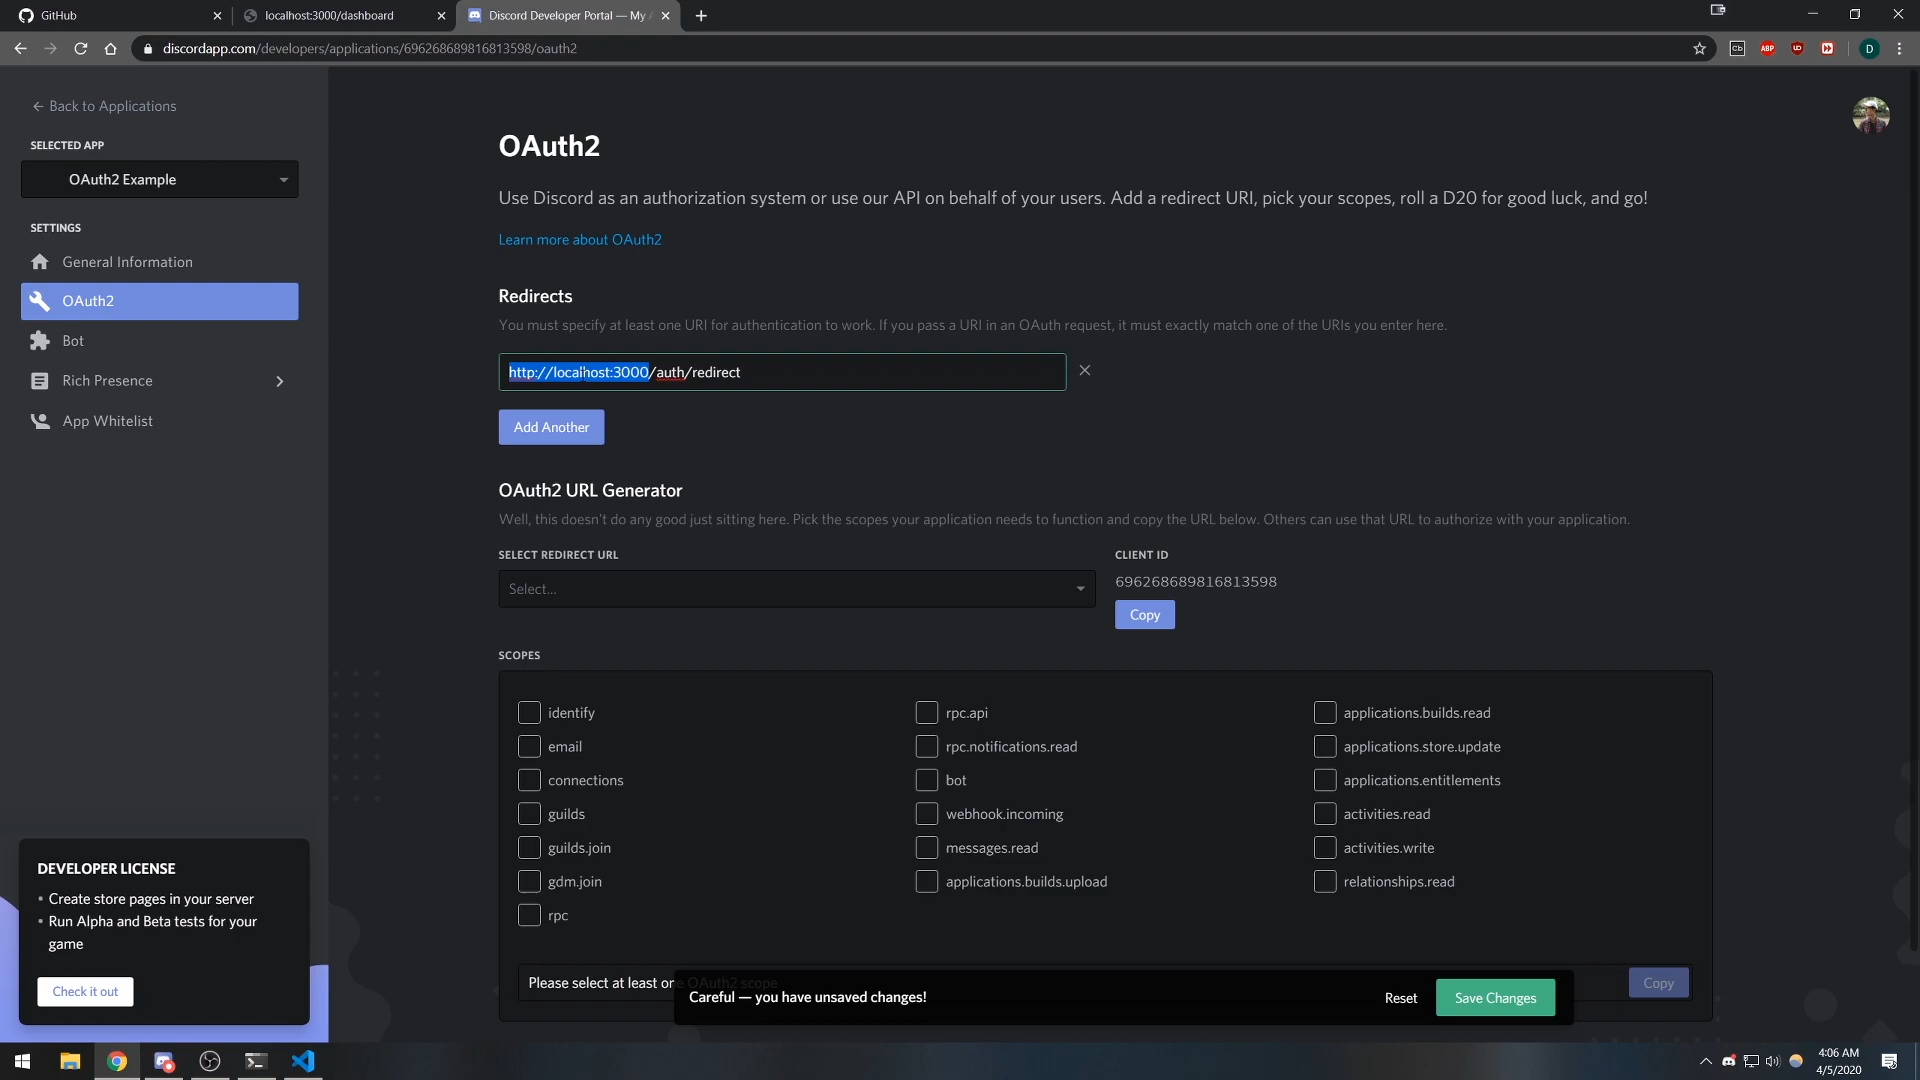 GitHub
localhost:3000/dashboard
Discord Developer Portal — My A
discordapp.com/developers/applications/696268689816813598/oauth2
Cb
ABP
UO
D
Back to Applications
SELECTED APP
OAuth2 Example
SETTINGS
General Information
OAuth2
Bot
Rich Presence
App Whitelist
DEVELOPER LICENSE
• Create store pages in your server
• Run Alpha and Beta tests for your
game
Check it out
OAuth2
Use Discord as an authorization system or use our API on behalf of your users. Add a redirect URI, pick your scopes, roll a D20 for good luck, and go!
Learn more about OAuth2
Redirects
You must specify at least one URI for authentication to work. If you pass a URI in an OAuth request, it must exactly match one of the URIs you enter here.
http://localhost:3000/auth/redirect
Add Another
OAuth2 URL Generator
Well, this doesn't do any good just sitting here. Pick the scopes your application needs to function and copy the URL below. Others can use that URL to authorize with your application.
SELECT REDIRECT URL
Select...
CLIENT ID
696268689816813598
Copy
SCOPES
identify
email
connections
guilds
guilds.join
gdm.join
rpc
rpc.api
rpc.notifications.read
bot
webhook.incoming
messages.read
applications.builds.upload
applications.builds.read
applications.store.update
applications.entitlements
activities.read
activities.write
relationships.read
Please select at least one OAuth2 scope
Copy
Careful — you have unsaved changes!
Reset
Save Changes
4:06 AM
4/5/2020